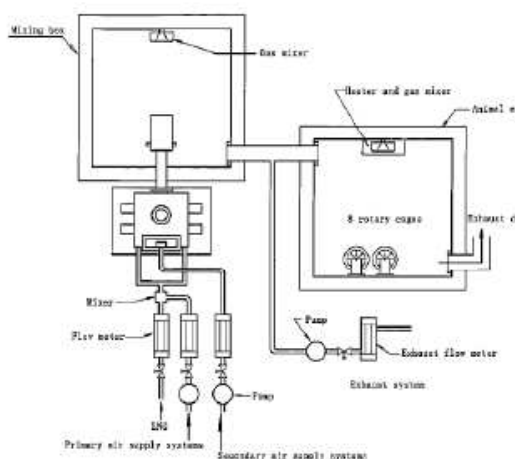 Mixing box
Gas mixer
Heater and gas mixer
Animal e
8 rotary cages
Exhaust d
Mixer
Flow meter
Pump
Exhaust flow meter
Pump
Exhaust system
LNG
Primary air supply systems
Secondary air supply systems